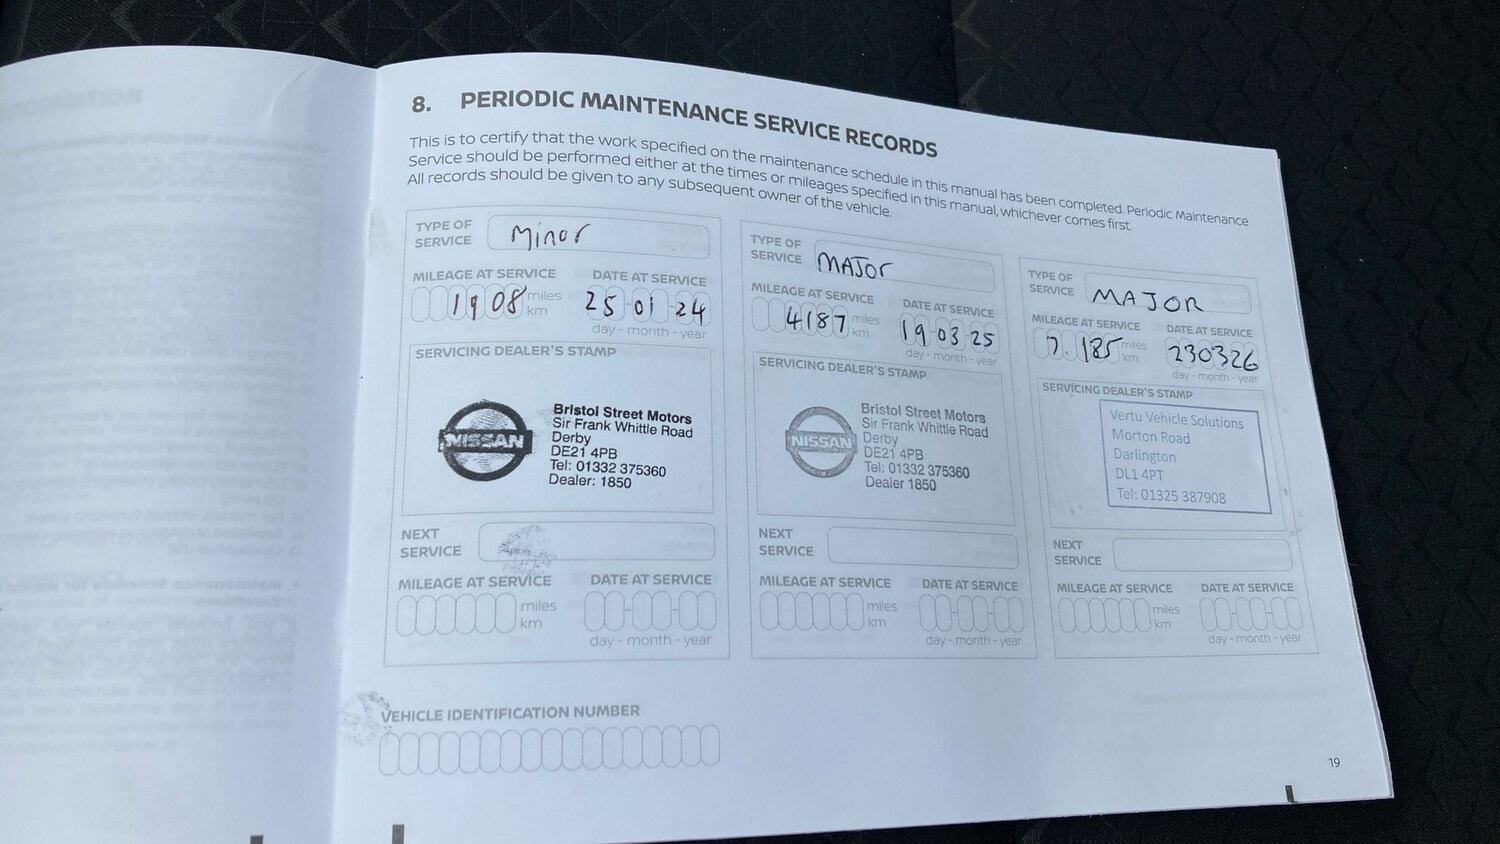 8. PERIODIC MAINTENANCE SERVICE RECORDS
This is to certify that the work specified on the maintenance schedule in this manual has been completed. Periodic Maintenance
Service should be performed either at the times or mileages specified in this manual, whichever comes first.
All records should be given to any subsequent owner of the vehicle.
TYPE OF
SERVICE
Minor
MILEAGE AT SERVICE
DATE AT SERVICE
1908
miles
km
25-01-24
day - month - year
SERVICING DEALER'S STAMP
NISSAN
Bristol Street Motors
Sir Frank Whittle Road
Derby
DE21 4PB
Tel: 01332 375360
Dealer: 1850
NEXT
SERVICE
MILEAGE AT SERVICE
DATE AT SERVICE
miles
km
day - month - year
TYPE OF
SERVICE
MAJOR
MILEAGE AT SERVICE
DATE AT SERVICE
4187
miles
km
19-03-25
day - month - year
SERVICING DEALER'S STAMP
NISSAN
Bristol Street Motors
Sir Frank Whittle Road
Derby
DE21 4PB
Tel: 01332 375360
Dealer 1850
NEXT
SERVICE
MILEAGE AT SERVICE
DATE AT SERVICE
miles
km
day - month - year
TYPE OF
SERVICE
MAJOR
MILEAGE AT SERVICE
DATE AT SERVICE
7.185
miles
km
230326
day - month - year
SERVICING DEALER'S STAMP
Vertu Vehicle Solutions
Morton Road
Darlington
DL1 4PT
Tel: 01325 387908
NEXT
SERVICE
MILEAGE AT SERVICE
DATE AT SERVICE
miles
km
day - month - year
VEHICLE IDENTIFICATION NUMBER
19